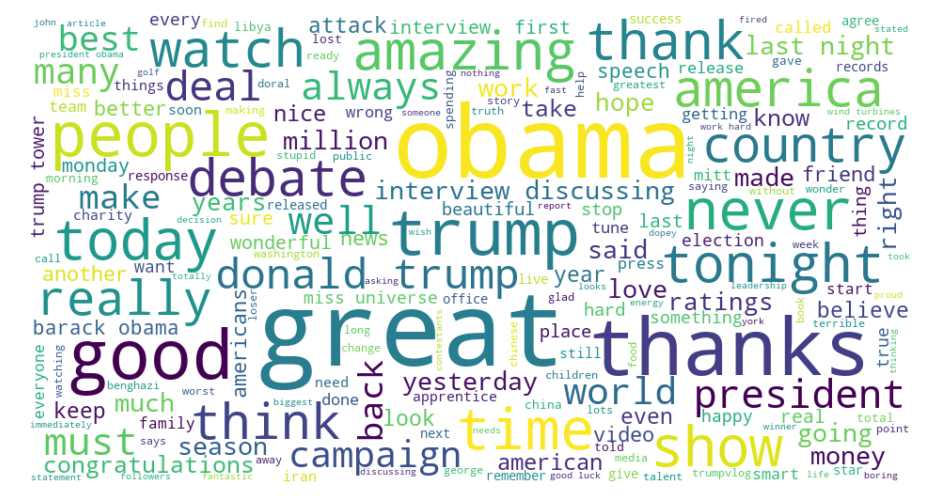 john article every libya attack interview first success fired agree stated
best watch amazing thank last night called
president obama find lost ready gave
many golf things doral deal always work spending nothing help speech release greatest america records
miss team better soon nice wrong story fast someone take truth hope getting know wind turbines record
making people million obama work hard country
trump tower monday response stupid public debate night mitt saying made friend
morning make years released interview discussing without wonder thing right
charity sure well beautiful report stop last never
decision wonderful news wish trump tune dopey said election week
call today washington press took
another want totally donald trump asking live year looks love leadership tonight
really miss universe office glad energy ratings start proud
barack obama americans loser great long change contestants chinese hard place something york book believe terrible
everyone watching good still food thanks true thinking
benghazi need back yesterday children
keep much worst biggest done apprentice china lots world president
immediately family think look next needs told even happy real total
must says season campaign american video media show winner going point
congratulations away iran discussing george remember give talent trumpvlog smart star life money
statement followers fantastic good luck time boring